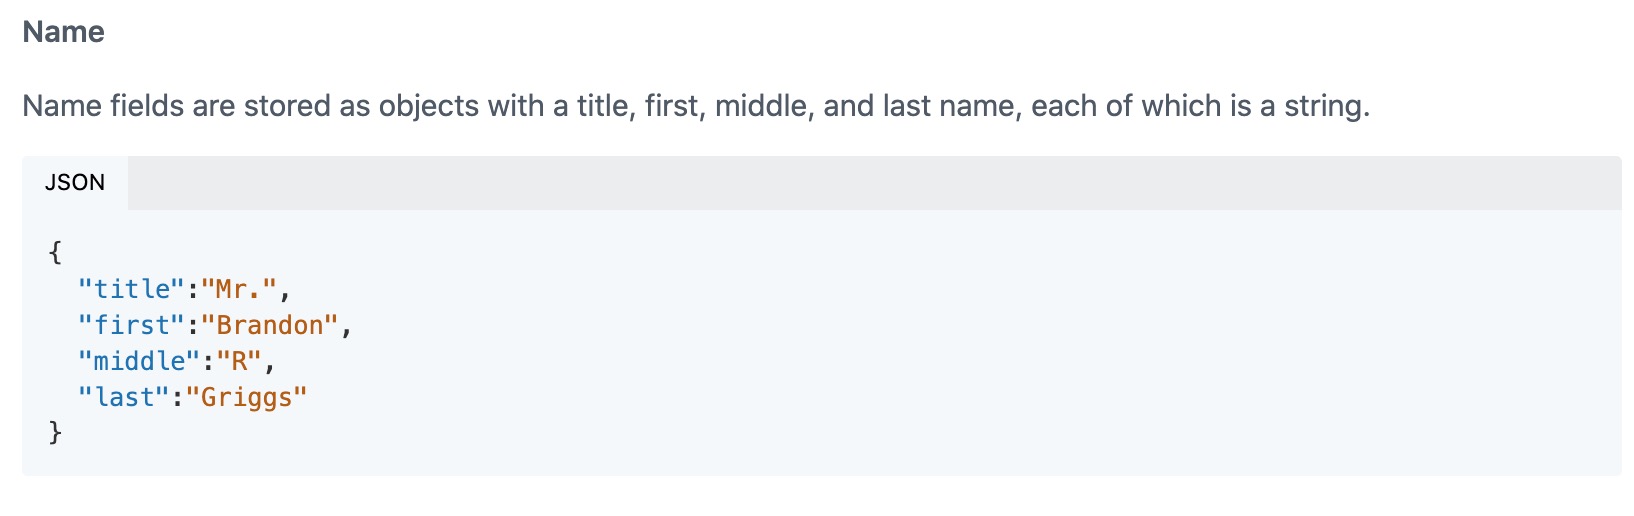 Name
Name fields are stored as objects with a title, first, middle, and last name, each of which is a string.
JSON
{
  "title":"Mr.",
  "first":"Brandon",
  "middle":"R",
  "last":"Griggs"
}